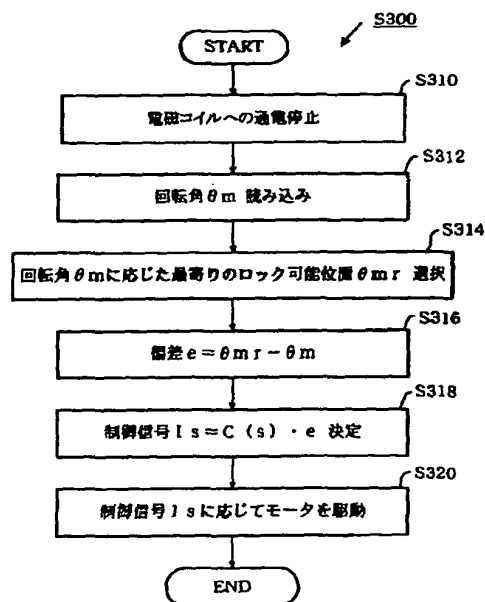 S300
START
S310
電磁コイルへの通電停止
S312
回転角θm 読み込み
S314
回転角θmに応じた最寄りのロック可能位置θmr 選択
S316
偏差e=θmr-θm
S318
制御信号Is=C(s)・e 決定
S320
制御信号Isに応じてモータを駆動
END